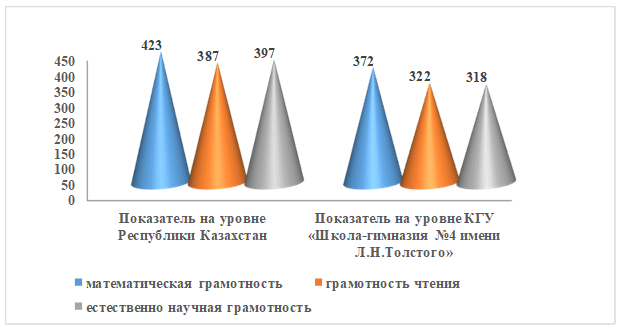 423
387
397
372
322
318
450
400
350
300
250
200
150
100
50
0
Показатель на уровне
Республики Казахстан
Показатель на уровне КГУ
«Школа-гимназия №4 имени
Л.Н.Толстого»
математическая грамотность
грамотность чтения
естественно научная грамотность